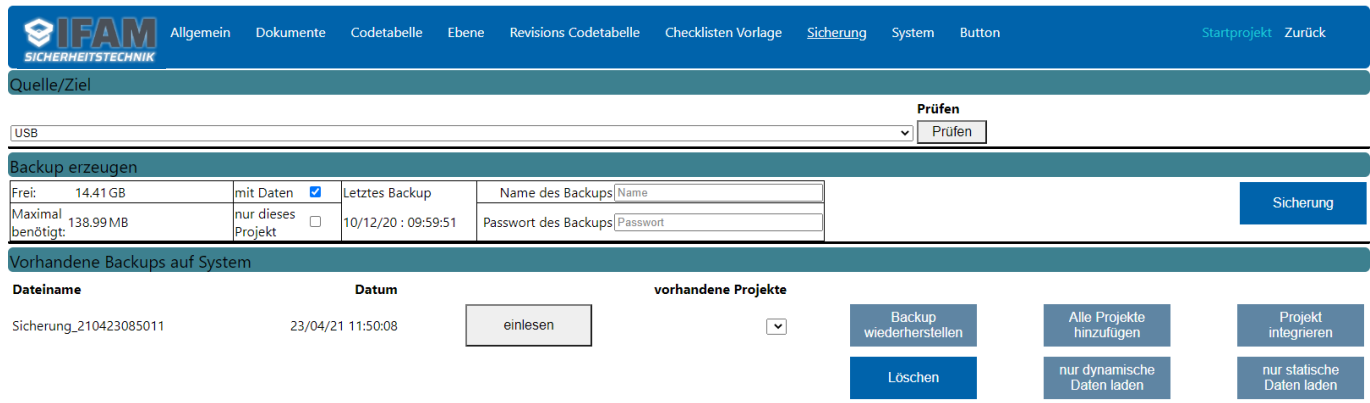 IFAM
SICHERHEITSTECHNIK
Allgemein Dokumente Codetabelle Ebene Revisions Codetabelle Checklisten Vorlage Sicherung System Button Startprojekt Zurück
Quelle/Ziel
Prüfen
USB Prüfen
Backup erzeugen
Frei: 14.41 GB mit Daten Letztes Backup Name des Backups Name
Sicherung
Maximal benötigt: 138.99 MB nur dieses Projekt 10/12/20 : 09:59:51 Passwort des Backups Passwort
Vorhandene Backups auf System
Dateiname Datum vorhandene Projekte
Sicherung_210423085011 23/04/21 11:50:08 einlesen Backup wiederherstellen Alle Projekte hinzufügen Projekt integrieren
Löschen nur dynamische Daten laden nur statische Daten laden